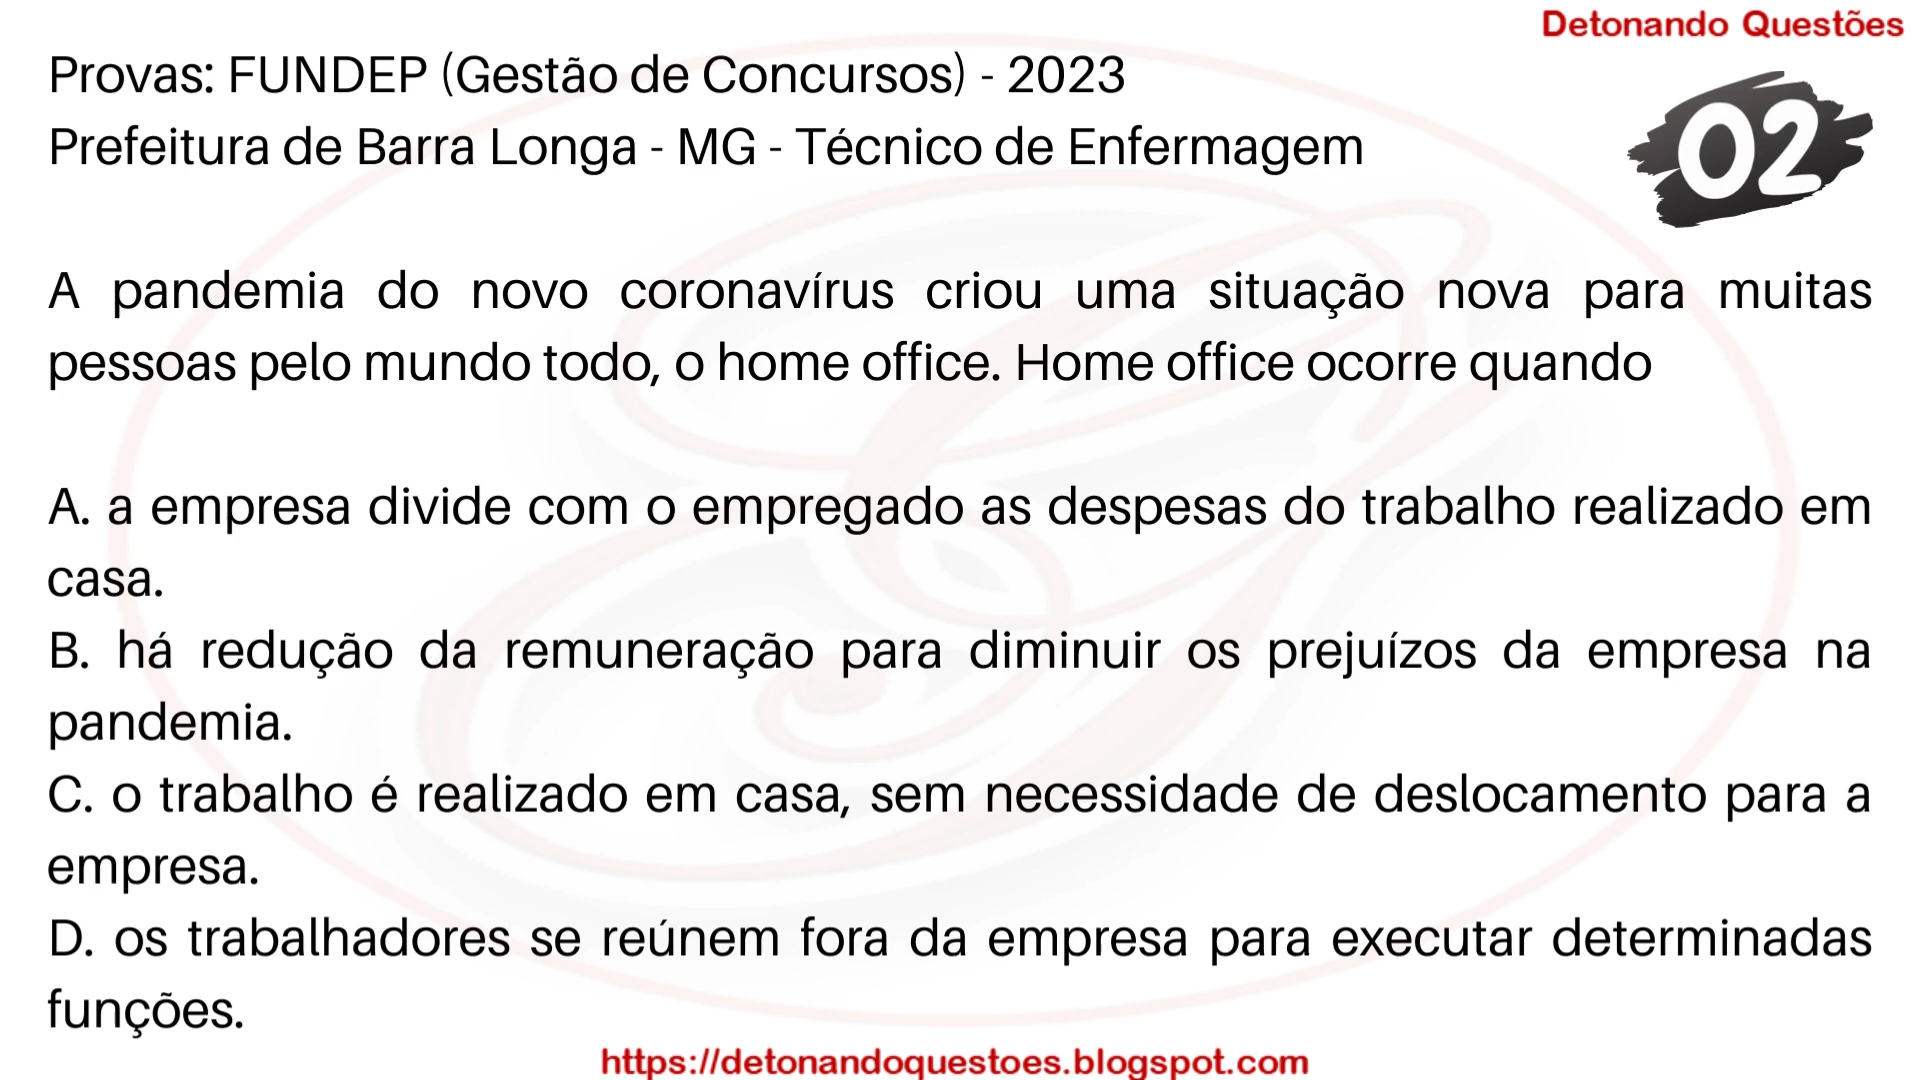 Detonando Questões
Provas: FUNDEP (Gestão de Concursos) - 2023
Prefeitura de Barra Longa - MG - Técnico de Enfermagem
02
A pandemia do novo coronavírus criou uma situação nova para muitas
pessoas pelo mundo todo, o home office. Home office ocorre quando
A. a empresa divide com o empregado as despesas do trabalho realizado em
casa.
B. há redução da remuneração para diminuir os prejuízos da empresa na
pandemia.
C. o trabalho é realizado em casa, sem necessidade de deslocamento para a
empresa.
D. os trabalhadores se reúnem fora da empresa para executar determinadas
funções.
https://detonandoquestoes.blogspot.com